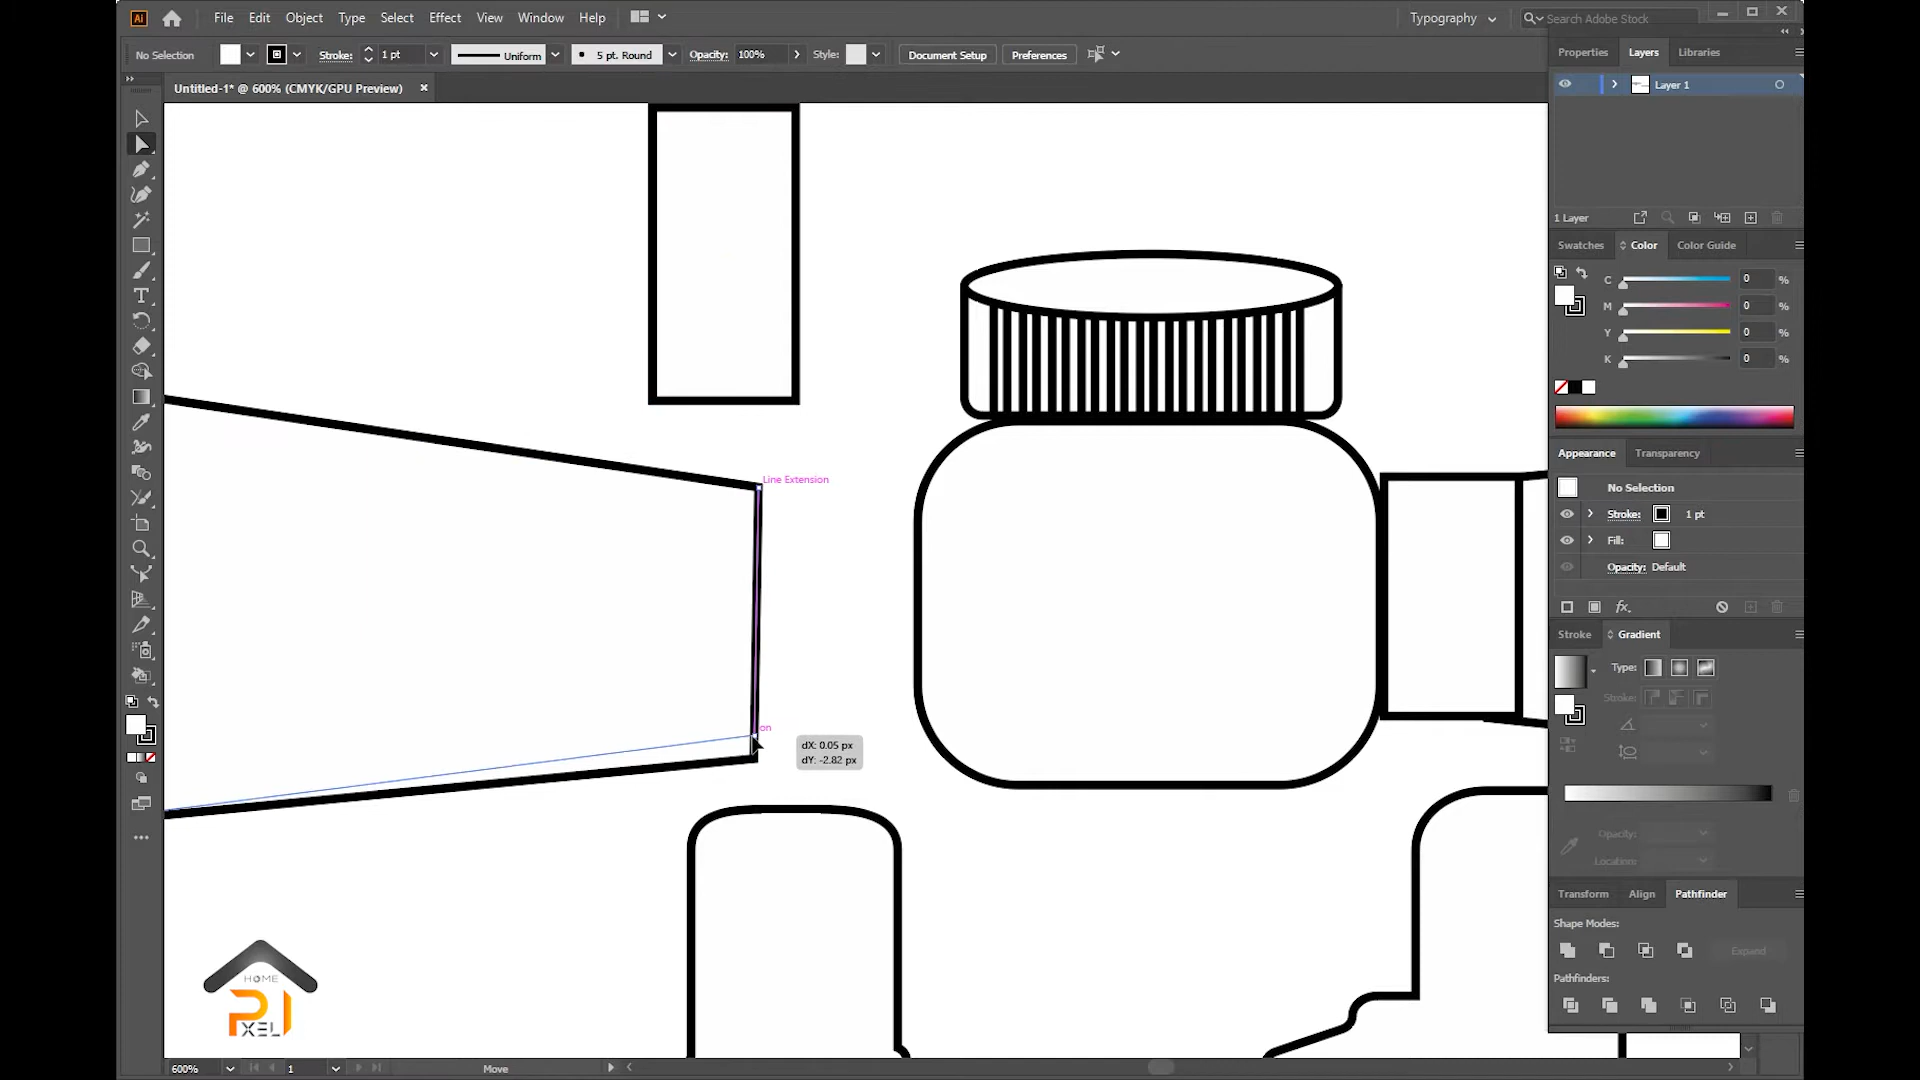 Ai File Edit Object Type Select Effect View Window Help Typography Search Adobe Stock
No Selection Stroke: 1 pt Uniform 5 pt. Round Opacity: 100% Style: Document Setup Preferences
Properties Layers Libraries
Untitled-1* @ 600% (CMYK/GPU Preview)
Layer 1
1 Layer
Swatches Color Color Guide
C 0 %
M 0 %
Y 0 %
K 0 %
Appearance Transparency
No Selection
Stroke: 1 pt
Fill:
Opacity: Default
fx.
Stroke Gradient
Type:
Stroke:
Opacity:
Location:
Transform Align Pathfinder
Shape Modes:
Expand
Pathfinders:
Line Extension
on
dX: 0.05 px
dY: -2.82 px
HOME
PIXEL
600% 1 Move